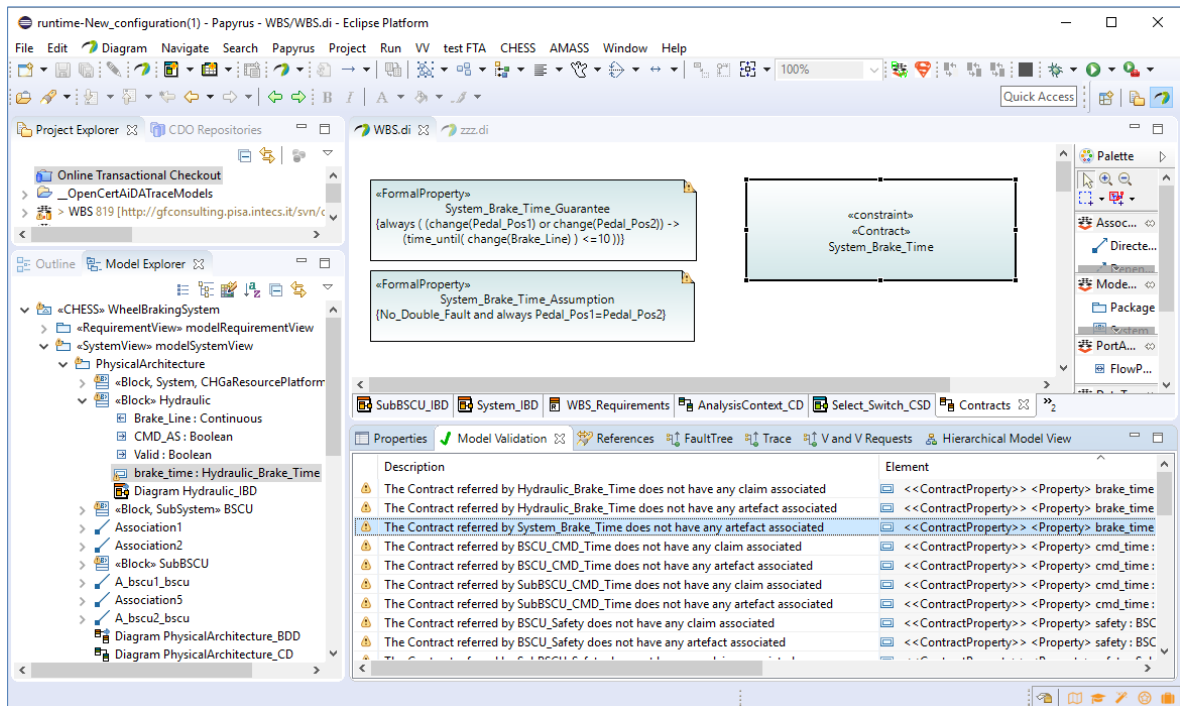 runtime-New_configuration(1) - Papyrus - WBS/WBS.di - Eclipse Platform
File Edit Diagram Navigate Search Papyrus Project Run VV test FTA CHESS AMASS Window Help
100%
B I A
Quick Access
Project Explorer CDO Repositories
Online Transactional Checkout
_OpenCertAiDATraceModels
> WBS 819 [http://gfconsulting.pisa.intecs.it/svn/c
Outline Model Explorer
«CHESS» WheelBrakingSystem
«RequirementView» modelRequirementView
«SystemView» modelSystemView
PhysicalArchitecture
«Block, System, CHGaResourcePlatform
«Block» Hydraulic
Brake_Line : Continuous
CMD_AS : Boolean
Valid : Boolean
brake_time : Hydraulic_Brake_Time
Diagram Hydraulic_IBD
«Block, SubSystem» BSCU
Association1
Association2
«Block» SubBSCU
A_bscu1_bscu
Association5
A_bscu2_bscu
Diagram PhysicalArchitecture_BDD
Diagram PhysicalArchitecture_CD
WBS.di zzz.di
«FormalProperty»
System_Brake_Time_Guarantee
{always ( (change(Pedal_Pos1) or change(Pedal_Pos2)) ->
(time_until( change(Brake_Line) ) <=10 ))}
«FormalProperty»
System_Brake_Time_Assumption
{No_Double_Fault and always Pedal_Pos1=Pedal_Pos2}
«constraint»
«Contract»
System_Brake_Time
Palette
Assoc...
Directe...
Mode...
Package
PortA...
FlowP...
SubBSCU_IBD System_IBD WBS_Requirements AnalysisContext_CD Select_Switch_CSD Contracts »2
Properties Model Validation References FaultTree Trace V and V Requests Hierarchical Model View
Description Element
The Contract referred by Hydraulic_Brake_Time does not have any claim associated <<ContractProperty>> <Property> brake_time
The Contract referred by Hydraulic_Brake_Time does not have any artefact associated <<ContractProperty>> <Property> brake_time
The Contract referred by System_Brake_Time does not have any artefact associated <<ContractProperty>> <Property> brake_time
The Contract referred by BSCU_CMD_Time does not have any claim associated <<ContractProperty>> <Property> cmd_time :
The Contract referred by BSCU_CMD_Time does not have any artefact associated <<ContractProperty>> <Property> cmd_time :
The Contract referred by SubBSCU_CMD_Time does not have any claim associated <<ContractProperty>> <Property> cmd_time :
The Contract referred by SubBSCU_CMD_Time does not have any artefact associated <<ContractProperty>> <Property> cmd_time :
The Contract referred by BSCU_Safety does not have any claim associated <<ContractProperty>> <Property> safety : BSC
The Contract referred by BSCU_Safety does not have any artefact associated <<ContractProperty>> <Property> safety : BSC